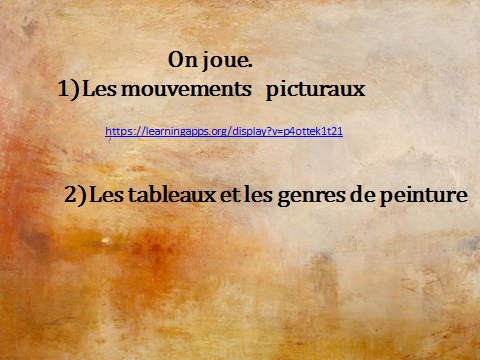 On joue.
1)Les mouvements picturaux
https://learningapps.org/display?v=p4ottek1t21
2)Les tableaux et les genres de peinture